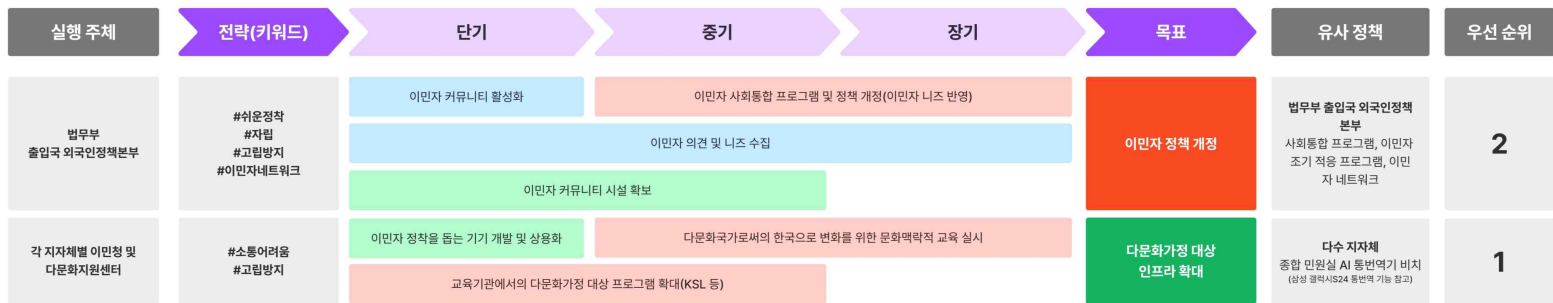 실행 주체
전략(키워드)
단기
중기
장기
목표
유사 정책
우선 순위
법무부
출입국 외국인정책본부
#쉬운정착
#자립
#고립방지
#이민자네트워크
이민자 커뮤니티 활성화
이민자 사회통합 프로그램 및 정책 개정(이민자 니즈 반영)
이민자 의견 및 니즈 수집
이민자 커뮤니티 시설 확보
이민자 정책 개정
법무부 출입국 외국인정책
본부
사회통합 프로그램, 이민자
조기 적응 프로그램, 이민
자 네트워크
2
각 지자체별 이민청 및
다문화지원센터
#소통어려움
#고립방지
이민자 정착을 돕는 기기 개발 및 상용화
다문화국가로써의 한국으로 변화를 위한 문화맥락적 교육 실시
교육기관에서의 다문화가정 대상 프로그램 확대(KSL 등)
다문화가정 대상
인프라 확대
다수 지자체
종합 민원실 AI 통번역기 비치
(삼성 갤럭시S24 통번역 기능 참고)
1